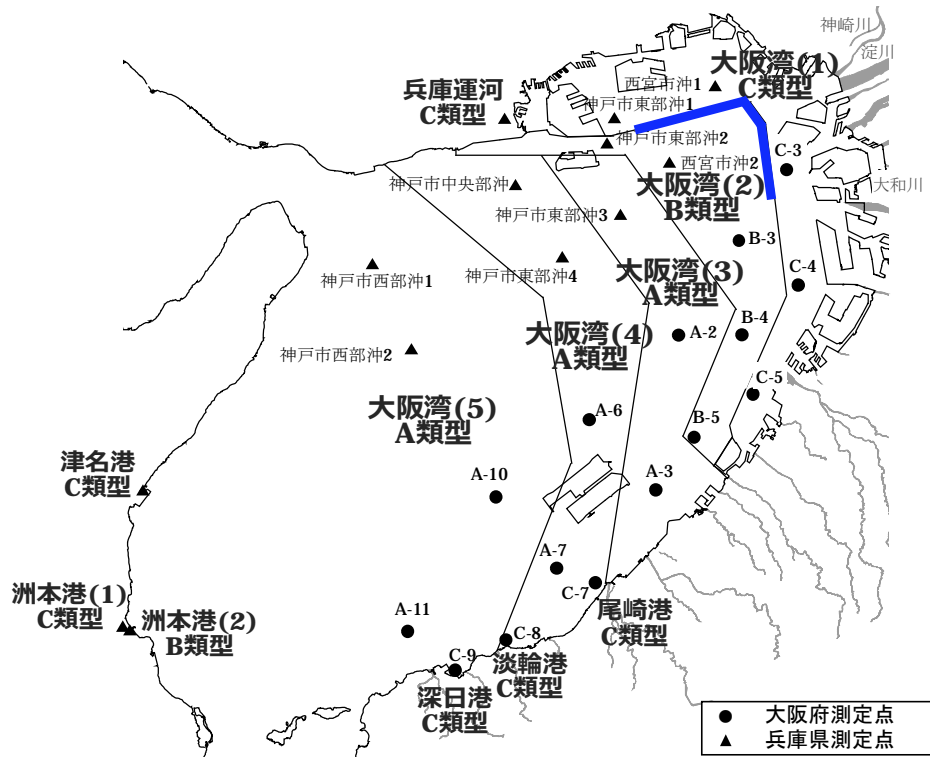 神崎川
淀川
大阪湾(1)
C類型
西宮市沖1
兵庫運河
C類型
神戸市東部沖1
神戸市東部沖2
西宮市沖2
C-3
大和川
神戸市中央部沖
大阪湾(2)
B類型
神戸市東部沖3
B-3
神戸市西部沖1
神戸市東部沖4
大阪湾(3)
A類型
C-4
大阪湾(4)
A類型
A-2
B-4
神戸市西部沖2
C-5
大阪湾(5)
A類型
A-6
B-5
津名港
C類型
A-10
A-3
A-7
C-7
洲本港(1)
C類型
洲本港(2)
B類型
A-11
尾崎港
C類型
C-8
淡輪港
C類型
C-9
深日港
C類型
大阪府測定点
兵庫県測定点